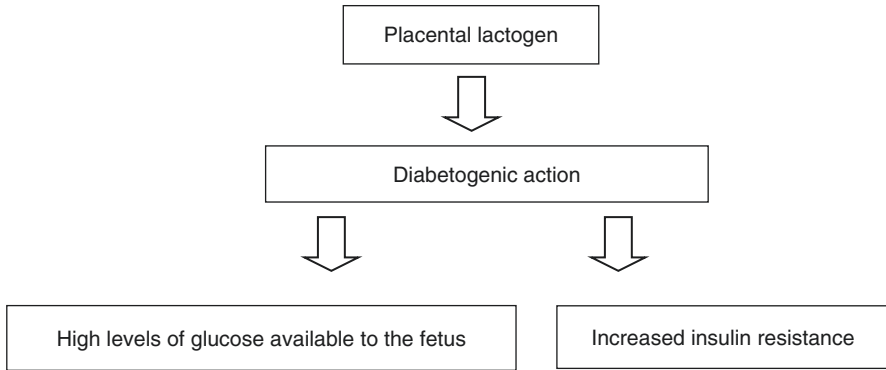 Placental lactogen
Diabetogenic action
High levels of glucose available to the fetus
Increased insulin resistance